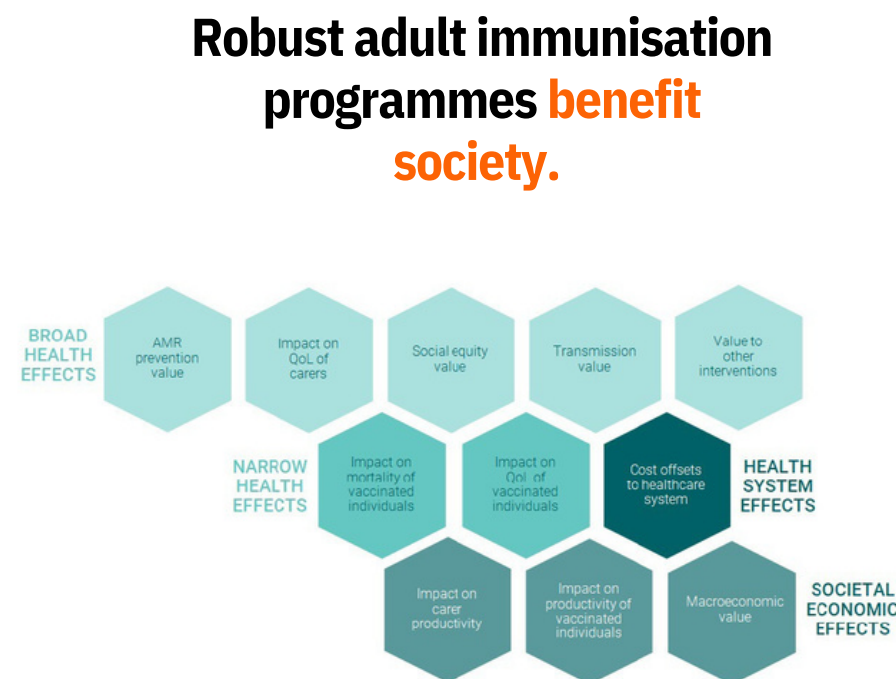 Robust adult immunisation
programmes benefit
society.
BROAD
HEALTH
EFFECTS
AMR
prevention
value
Impact on
QoL of
carers
Social equity
value
Transmission
value
Value to
other
interventions
NARROW
HEALTH
EFFECTS
Impact on
mortality of
vaccinated
individuals
Impact on
QoL of
vaccinated
individuals
Cost offsets
to healthcare
system
HEALTH
SYSTEM
EFFECTS
Impact on
carer
productivity
Impact on
productivity of
vaccinated
individuals
Macroeconomic
value
SOCIETAL
ECONOMIC
EFFECTS